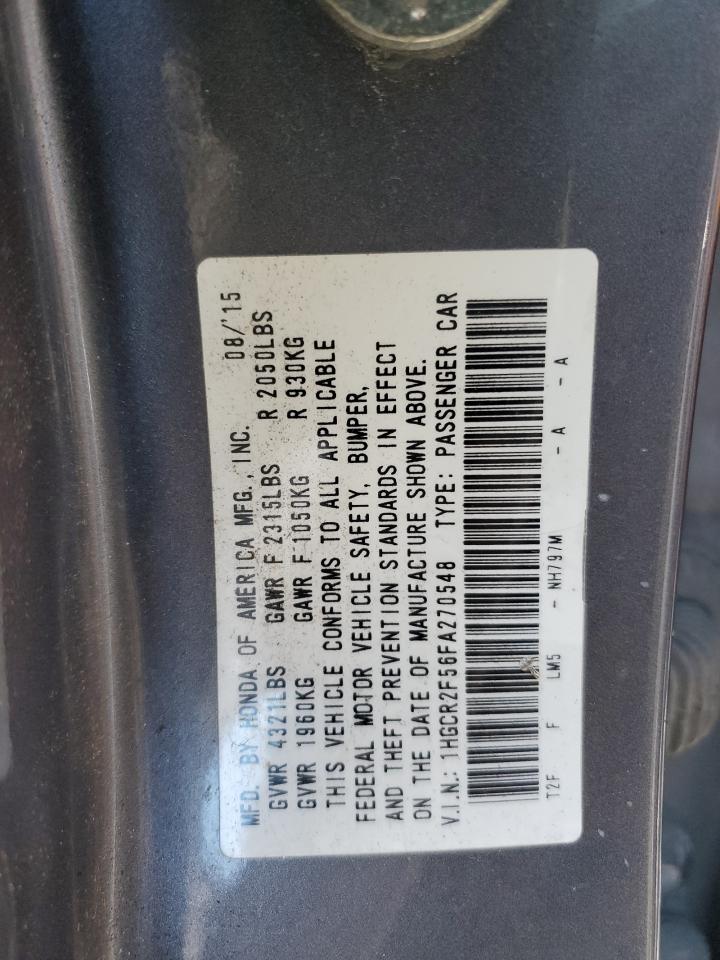 MFD. BY HONDA OF AMERICA MFG., INC. 08/'15
GVWR 4321LBS GAWR F 2315LBS R 2050LBS
GVWR 1960KG GAWR F 1050KG R 930KG
THIS VEHICLE CONFORMS TO ALL APPLICABLE
FEDERAL MOTOR VEHICLE SAFETY, BUMPER,
AND THEFT PREVENTION STANDARDS IN EFFECT
ON THE DATE OF MANUFACTURE SHOWN ABOVE.
V.I.N.: 1HGCR2F56FA270548 TYPE: PASSENGER CAR
T2F F LM5 - NH797M - A - A